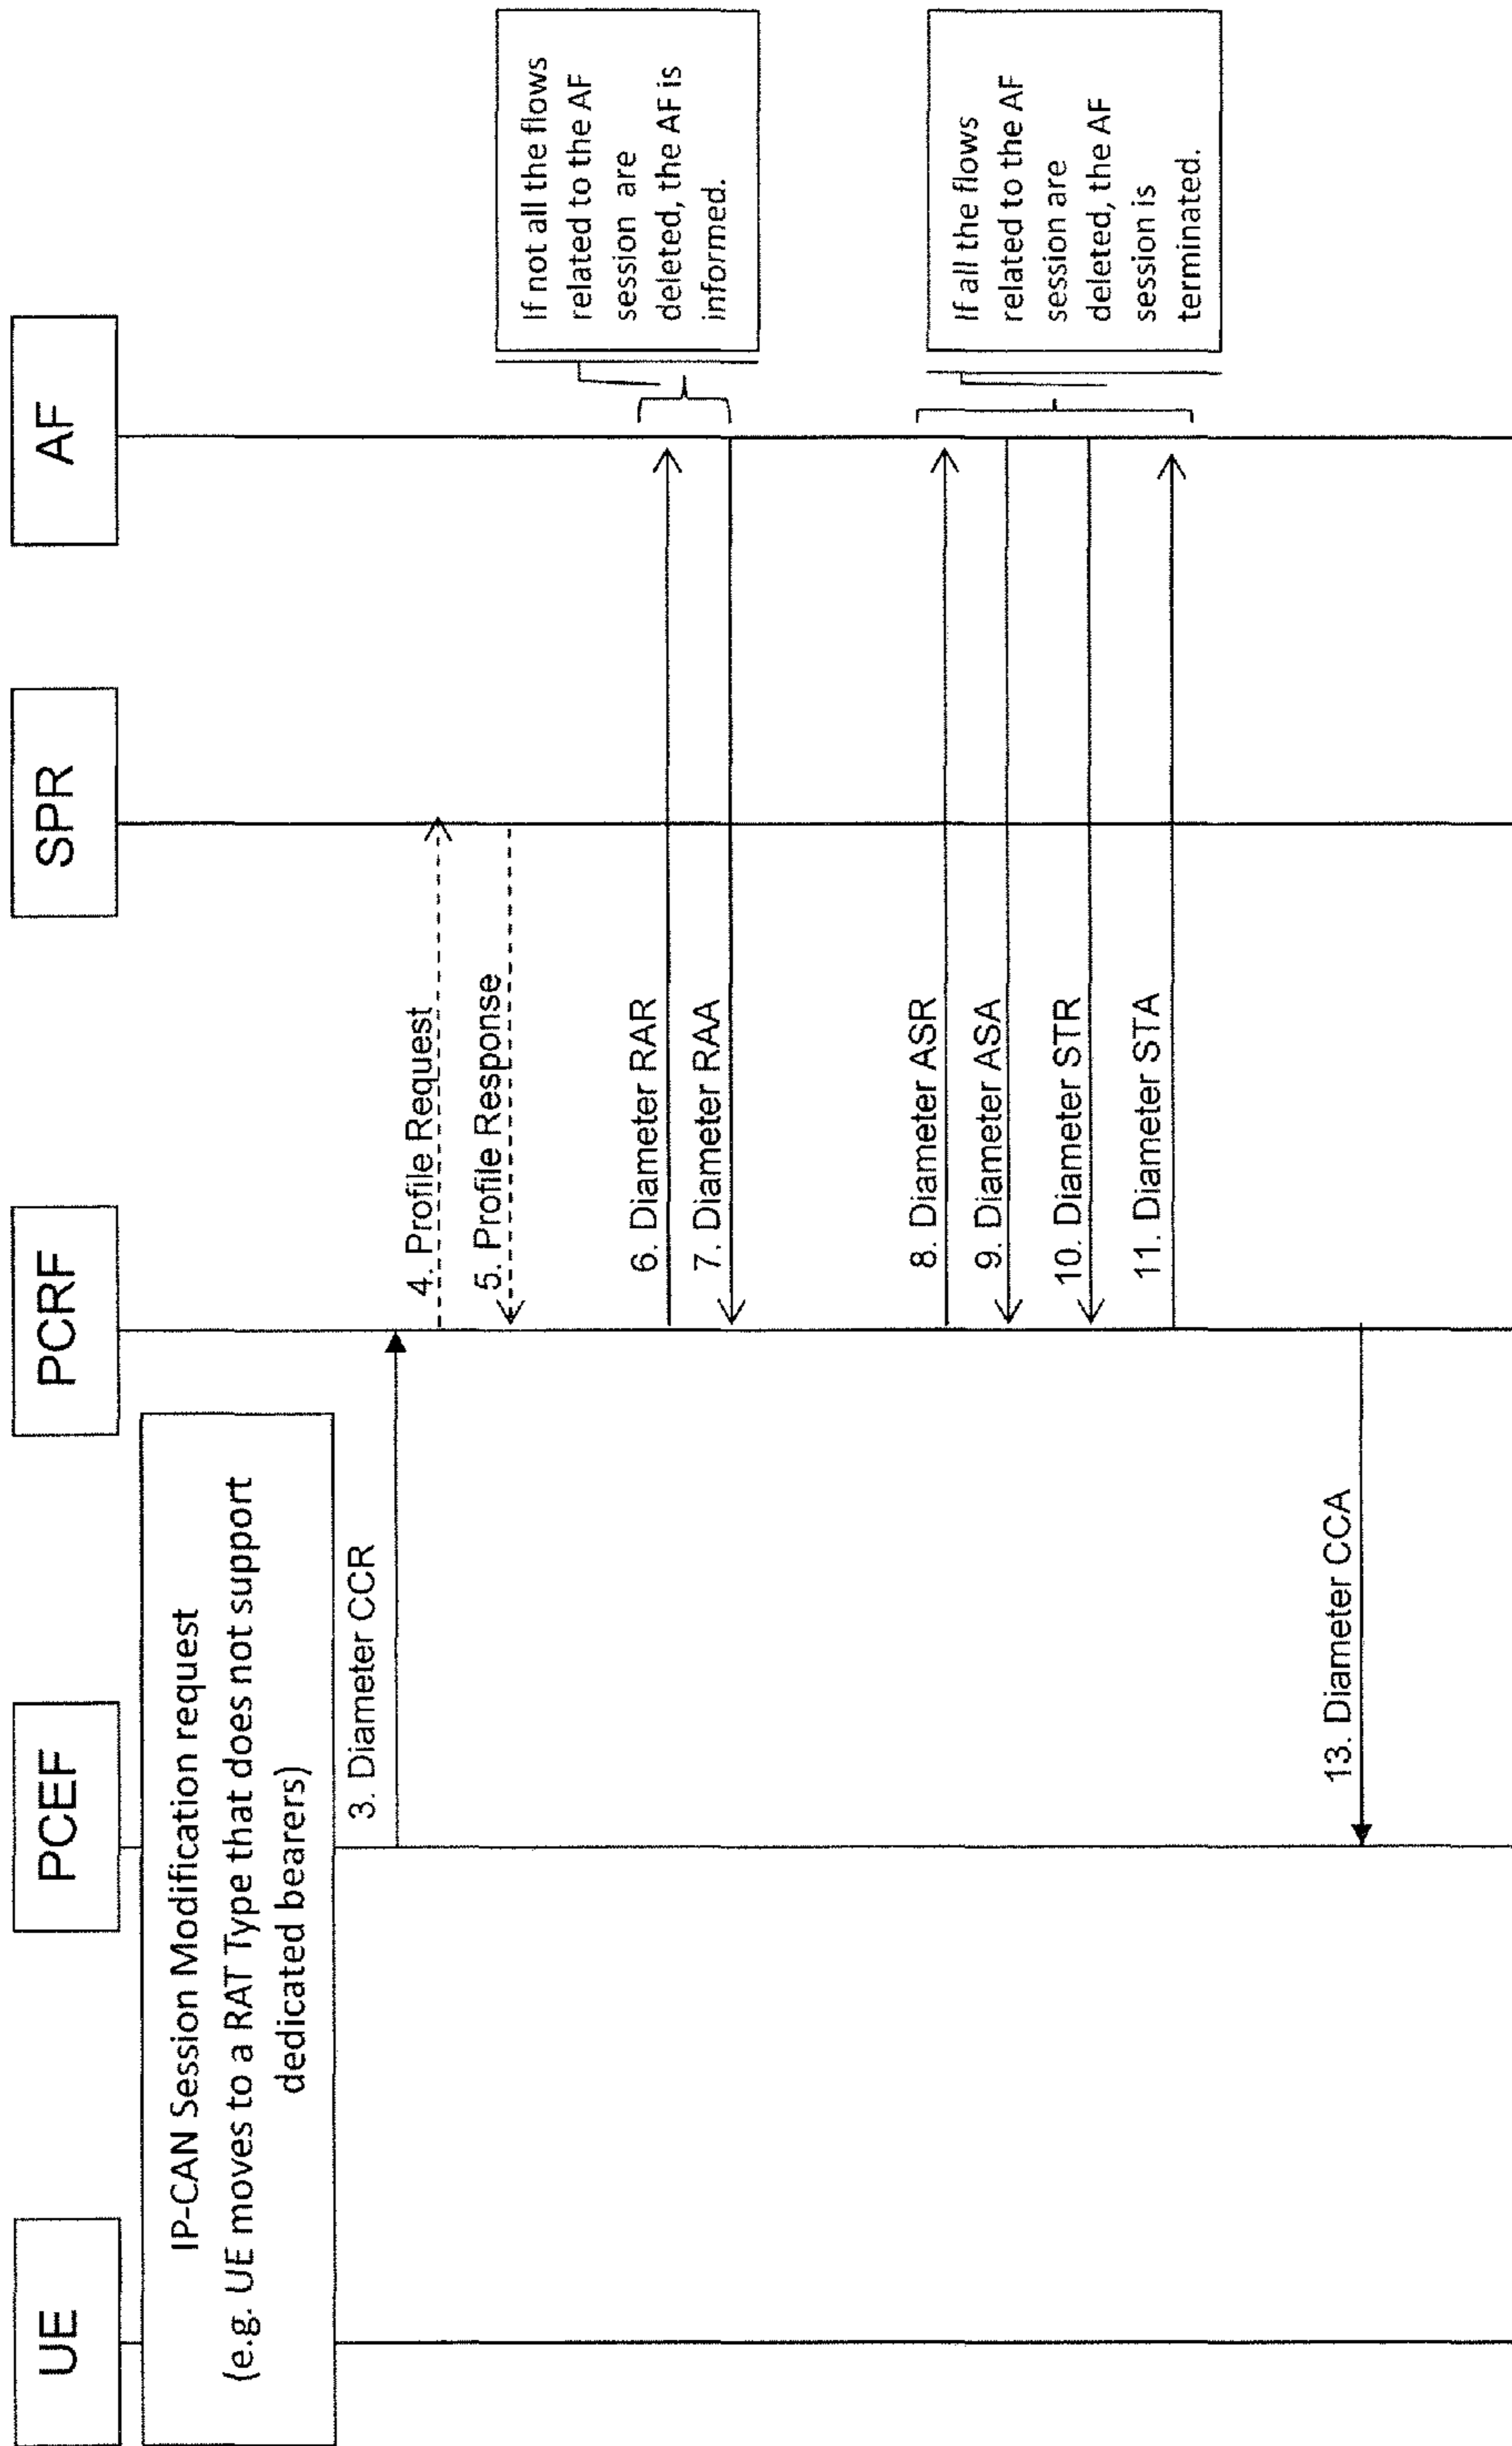 UE
PCEF
PCRF
SPR
AF
IP-CAN Session Modification request
(e.g. UE moves to a RAT Type that does not support
dedicated bearers)
3. Diameter CCR
4. Profile Request
5. Profile Response
6. Diameter RAR
7. Diameter RAA
If not all the flows
related to the AF
session are
deleted, the AF is
informed.
8. Diameter ASR
9. Diameter ASA
10. Diameter STR
11. Diameter STA
If all the flows
related to the AF
session are
deleted, the AF
session is
terminated.
13. Diameter CCA